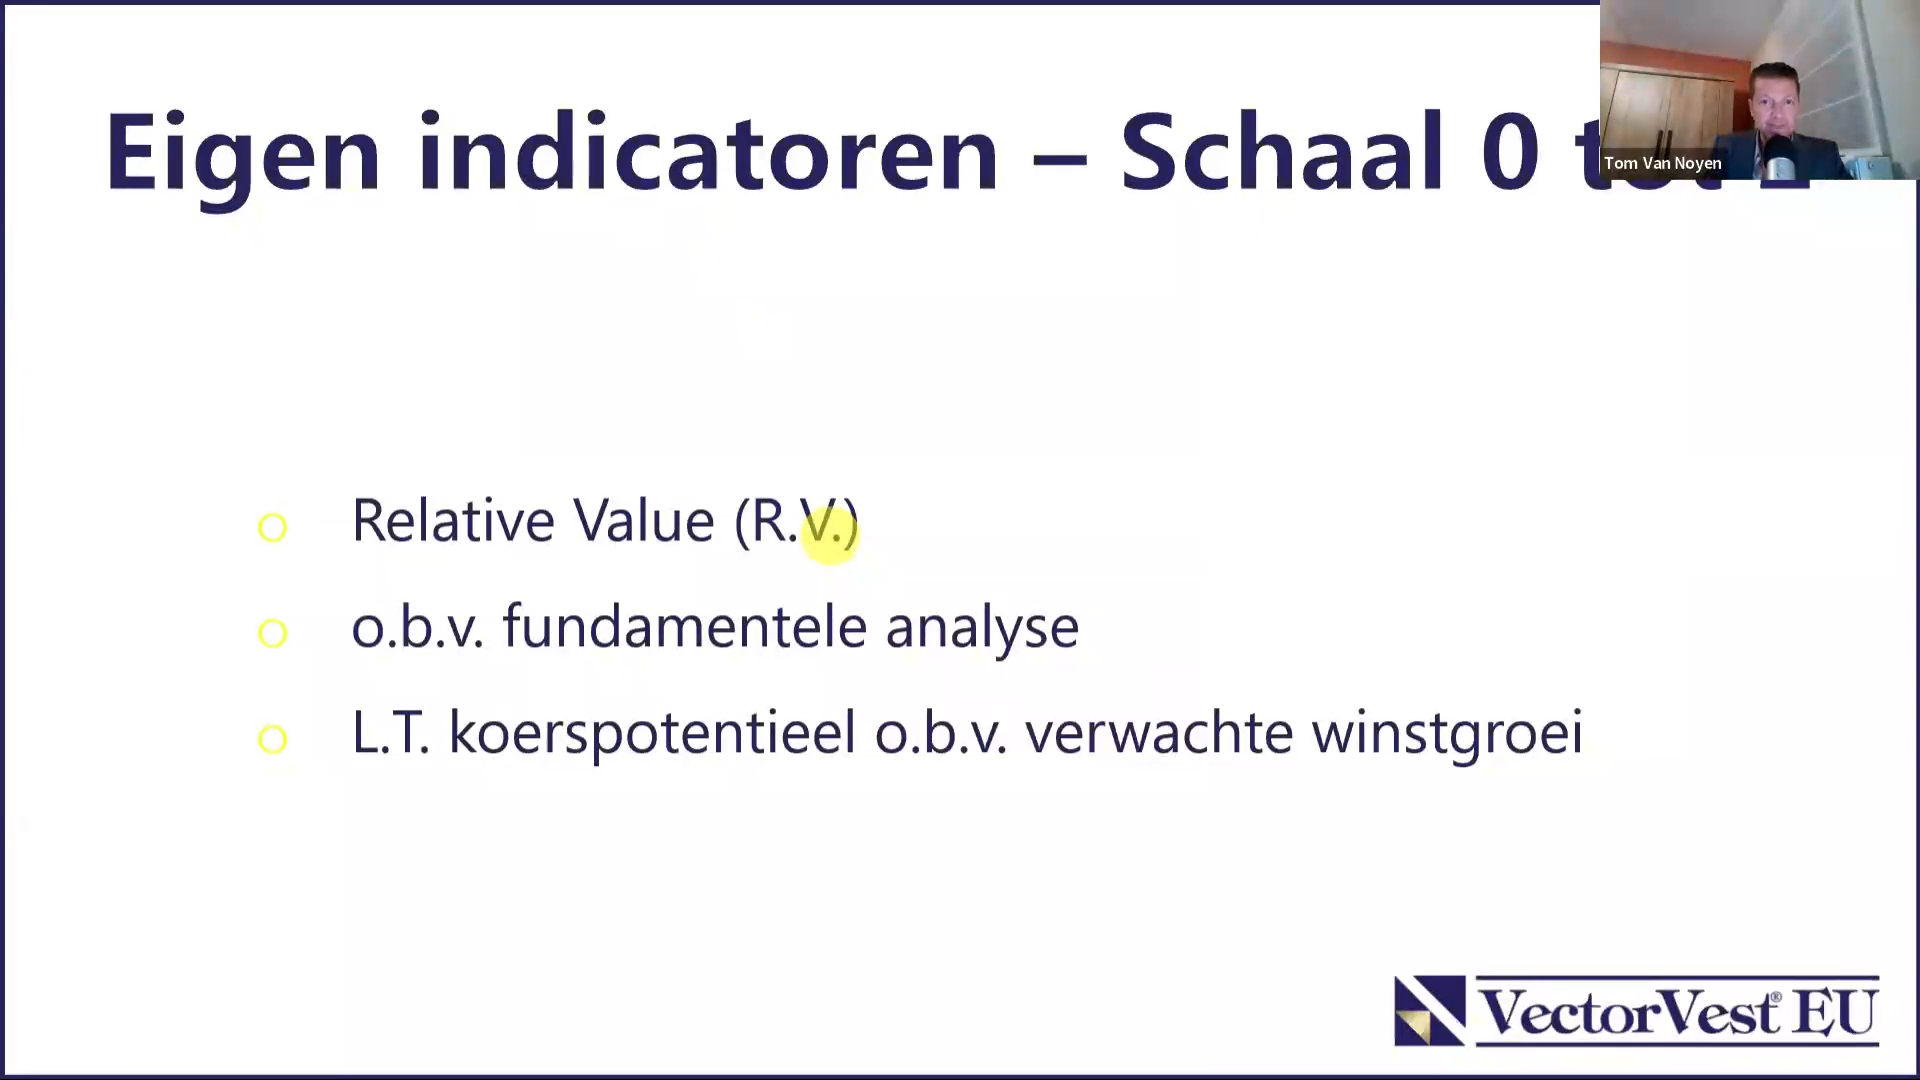 Eigen indicatoren – Schaal 0
Tom Van Noyen
Relative Value (R.V.)
o.b.v. fundamentele analyse
L.T. koerspotentieel o.b.v. verwachte winstgroei
VectorVest® EU